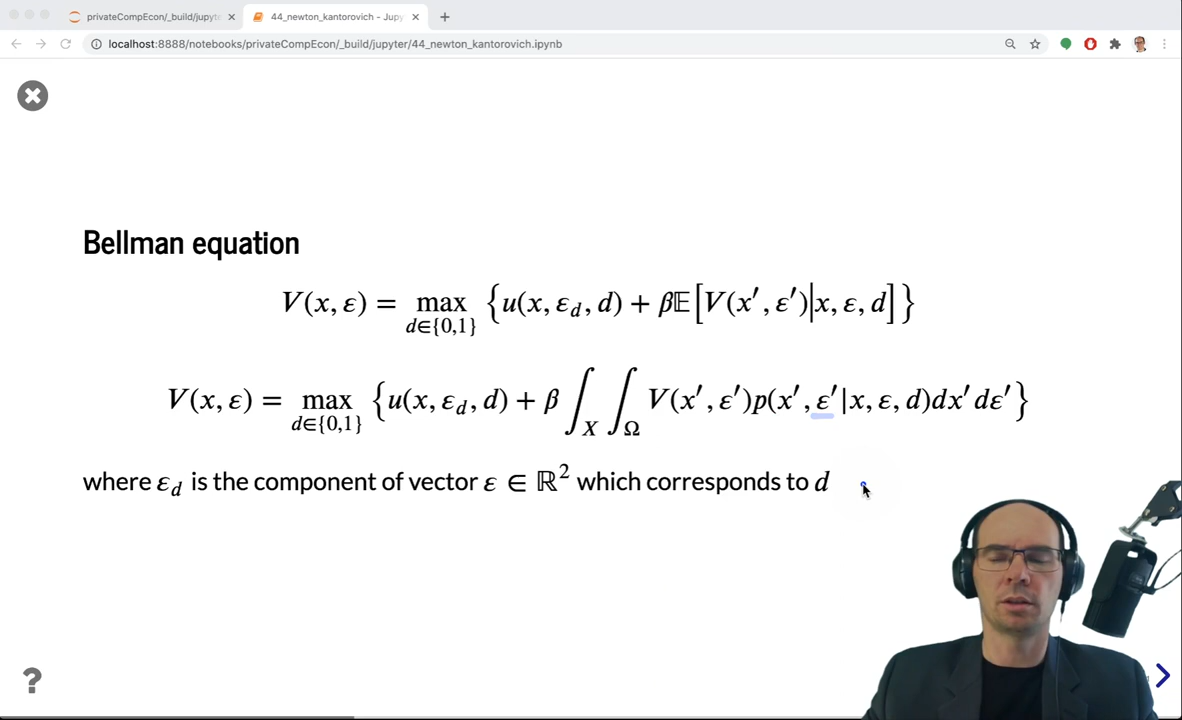 privateCompEcon/_build/jupyte
44_newton_kantorovich - Jupy
localhost:8888/notebooks/privateCompEcon/_build/jupyter/44_newton_kantorovich.ipynb
Bellman equation
V(x, ε) = max_{d∈{0,1}} {u(x, ε_d, d) + β𝔼[V(x′, ε′)|x, ε, d]}
V(x, ε) = max_{d∈{0,1}} {u(x, ε_d, d) + β ∫_X ∫_Ω V(x′, ε′)p(x′, ε′|x, ε, d)dx′dε′}
where ε_d is the component of vector ε ∈ ℝ² which corresponds to d
?